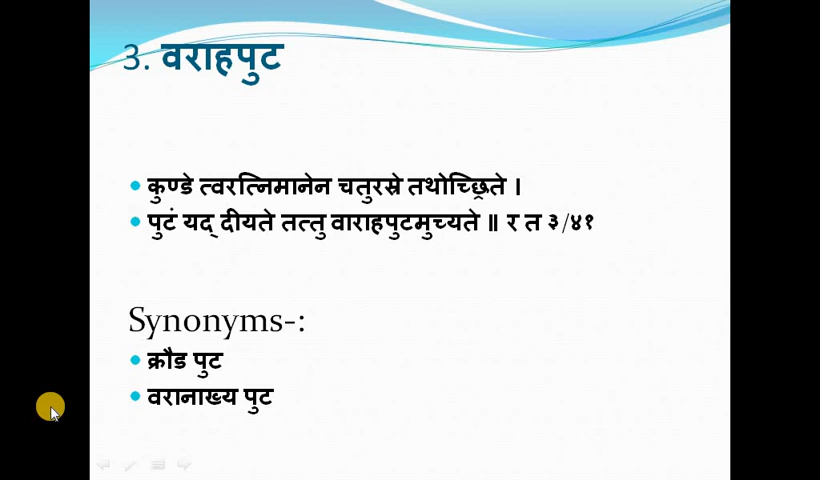 3. वराहपुट
कुण्डे त्वरत्निमानेन चतुरस्रे तथोच्छ्रिते ।
पुटं यद् दीयते तत्तु वाराहपुटमुच्यते ॥ र त ३/४१
Synonyms-:
क्रौड पुट
वरानाख्य पुट